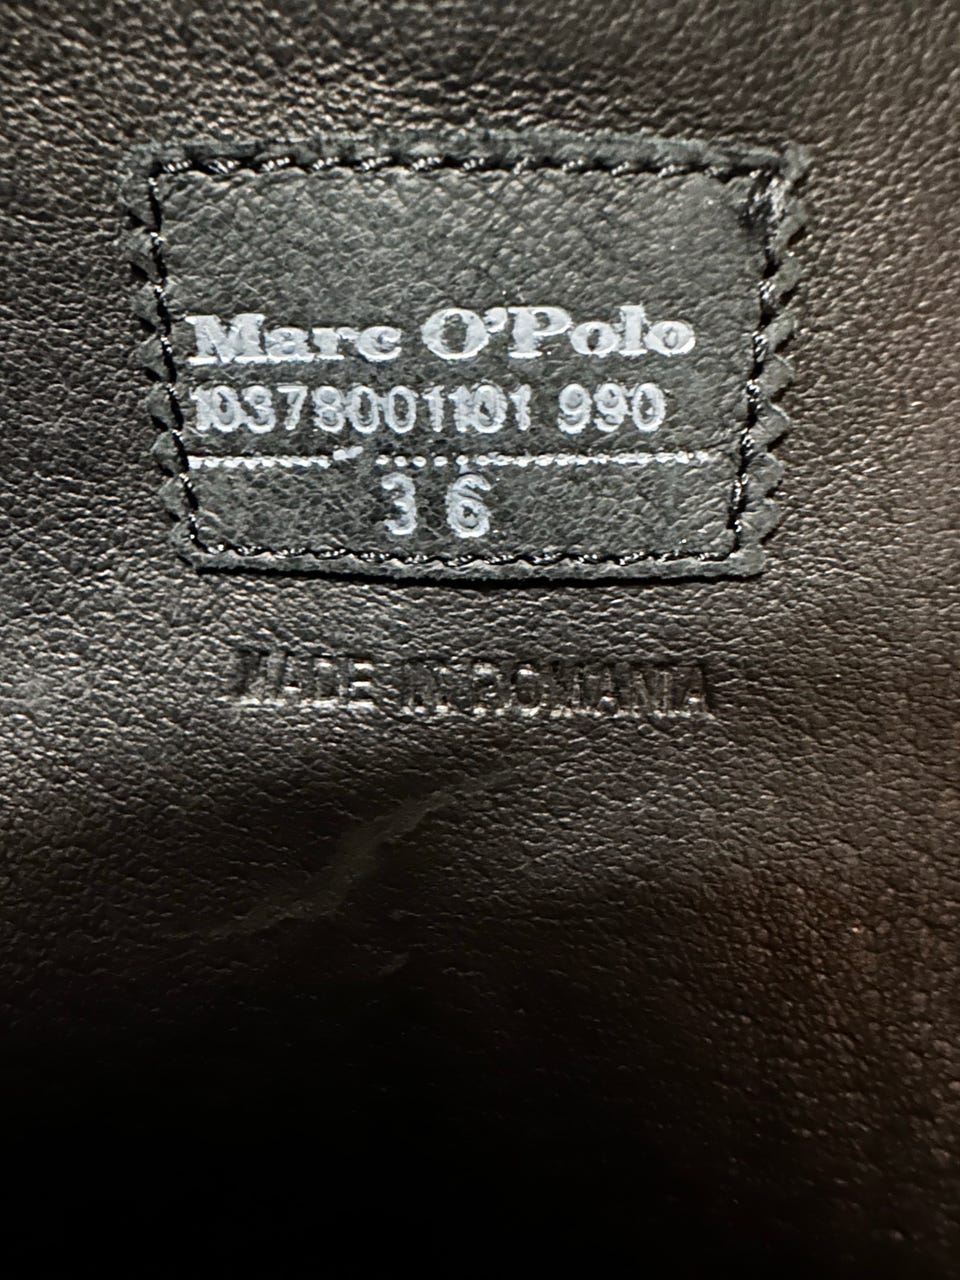 Marc O'Polo
10378001101 990
36
MADE IN ROMANIA